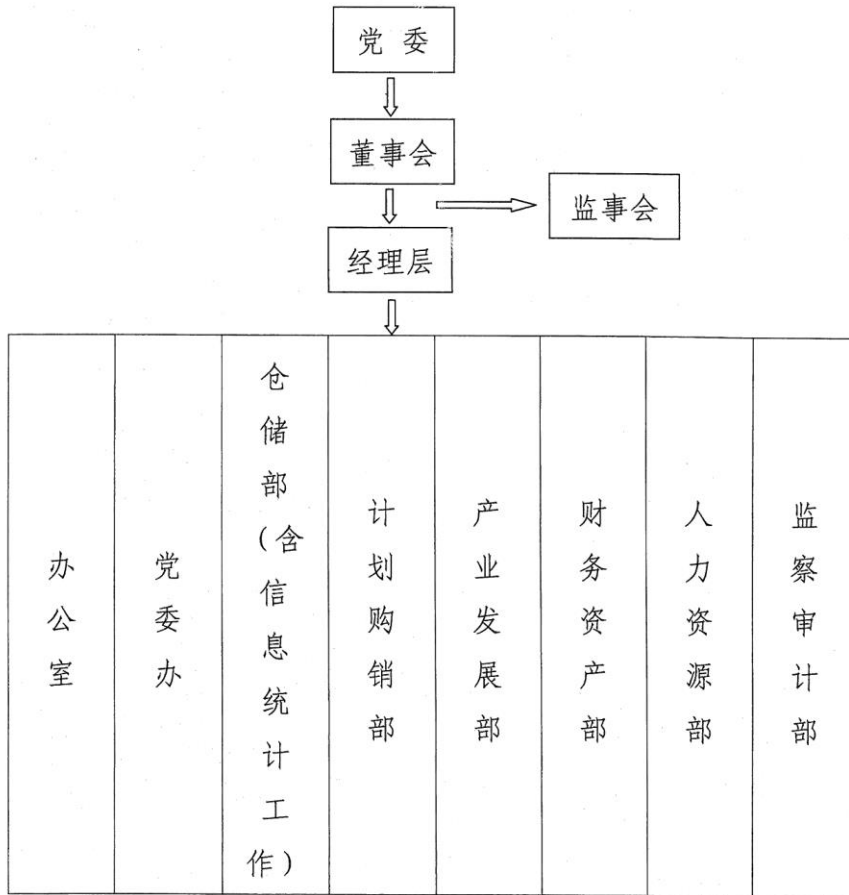 党 委
董事会
监事会
经理层
办公室
党委办
仓储部(含信息统计工作)
计划购销部
产业发展部
财务资产部
人力资源部
监察审计部